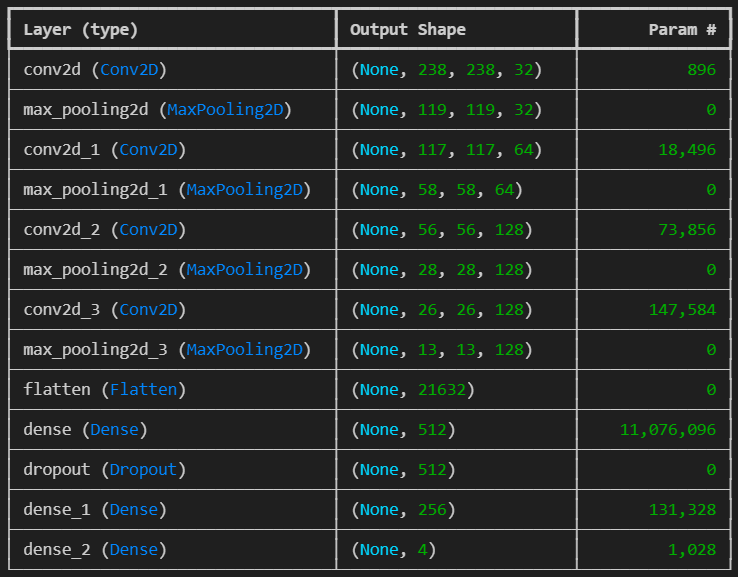 Layer (type) Output Shape Param #
conv2d (Conv2D) (None, 238, 238, 32) 896
max_pooling2d (MaxPooling2D) (None, 119, 119, 32) 0
conv2d_1 (Conv2D) (None, 117, 117, 64) 18,496
max_pooling2d_1 (MaxPooling2D) (None, 58, 58, 64) 0
conv2d_2 (Conv2D) (None, 56, 56, 128) 73,856
max_pooling2d_2 (MaxPooling2D) (None, 28, 28, 128) 0
conv2d_3 (Conv2D) (None, 26, 26, 128) 147,584
max_pooling2d_3 (MaxPooling2D) (None, 13, 13, 128) 0
flatten (Flatten) (None, 21632) 0
dense (Dense) (None, 512) 11,076,096
dropout (Dropout) (None, 512) 0
dense_1 (Dense) (None, 256) 131,328
dense_2 (Dense) (None, 4) 1,028